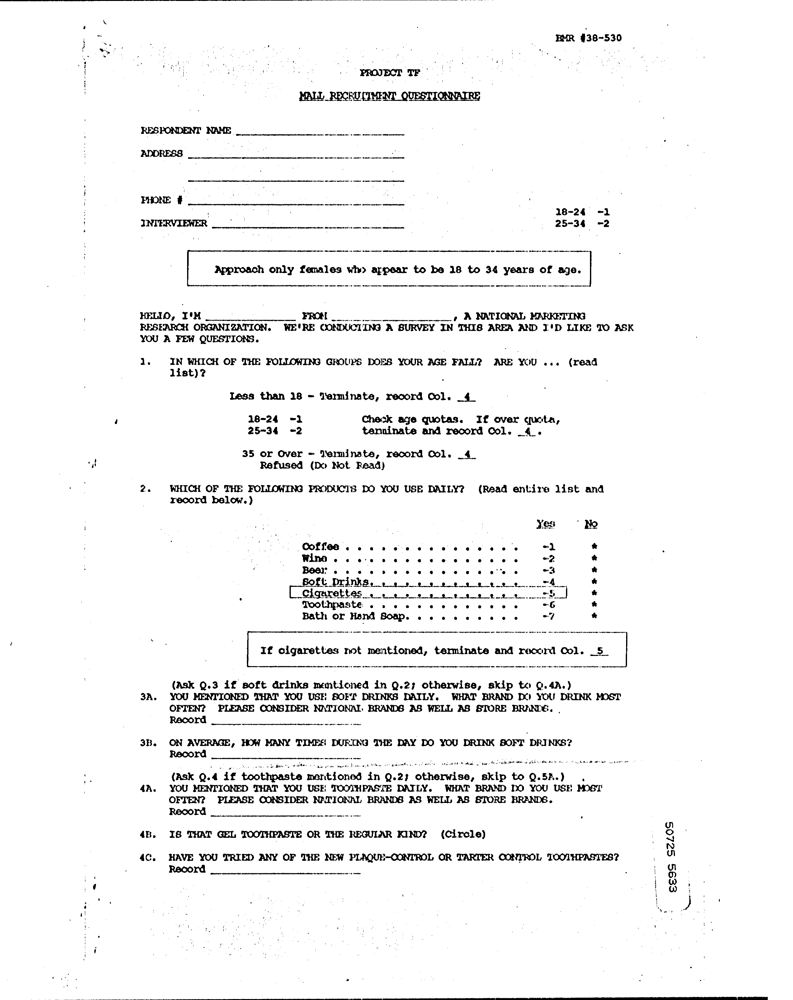 BMR #38-530
PROJECT TF
MALL RECRUITMENT QUESTIONNAIRE
RESPONDENT NAME
ADDRESS
PHONE #
18-24 -1
INTERVIEWER
25-34 -2
Approach only females who appear to be 18 to 34 years of age.
HELLO, I'M ____________ FROM ____________, A NATIONAL MARKETING
RESEARCH ORGANIZATION. WE'RE CONDUCTING A SURVEY IN THIS AREA AND I'D LIKE TO ASK
YOU A FEW QUESTIONS.
1. IN WHICH OF THE FOLLOWING GROUPS DOES YOUR AGE FALL? ARE YOU ... (read
list)?
Less than 18 - Terminate, record Col. 4
18-24 -1 Check age quotas. If over quota,
25-34 -2 terminate and record Col. 4.
35 or Over - Terminate, record Col. 4
Refused (Do Not Read)
2. WHICH OF THE FOLLOWING PRODUCTS DO YOU USE DAILY? (Read entire list and
record below.)
Yes No
Coffee . . . . . . . . . . . . . . . -1 *
Wine . . . . . . . . . . . . . . . . -2 *
Beer . . . . . . . . . . . . . . . . -3 *
Soft Drinks. . . . . . . . . . . . . -4 *
Cigarettes . . . . . . . . . . . . . -5 *
Toothpaste . . . . . . . . . . . . . -6 *
Bath or Hand Soap. . . . . . . . . . -7 *
If cigarettes not mentioned, terminate and record Col. 5
(Ask Q.3 if soft drinks mentioned in Q.2; otherwise, skip to Q.4A.)
3A. YOU MENTIONED THAT YOU USE SOFT DRINKS DAILY. WHAT BRAND DO YOU DRINK MOST
OFTEN? PLEASE CONSIDER NATIONAL BRANDS AS WELL AS STORE BRANDS.
Record
3B. ON AVERAGE, HOW MANY TIMES DURING THE DAY DO YOU DRINK SOFT DRINKS?
Record
(Ask Q.4 if toothpaste mentioned in Q.2; otherwise, skip to Q.5A.)
4A. YOU MENTIONED THAT YOU USE TOOTHPASTE DAILY. WHAT BRAND DO YOU USE MOST
OFTEN? PLEASE CONSIDER NATIONAL BRANDS AS WELL AS STORE BRANDS.
Record
4B. IS THAT GEL TOOTHPASTE OR THE REGULAR KIND? (Circle)
4C. HAVE YOU TRIED ANY OF THE NEW PLAQUE-CONTROL OR TARTER CONTROL TOOTHPASTES?
Record
50725 5633